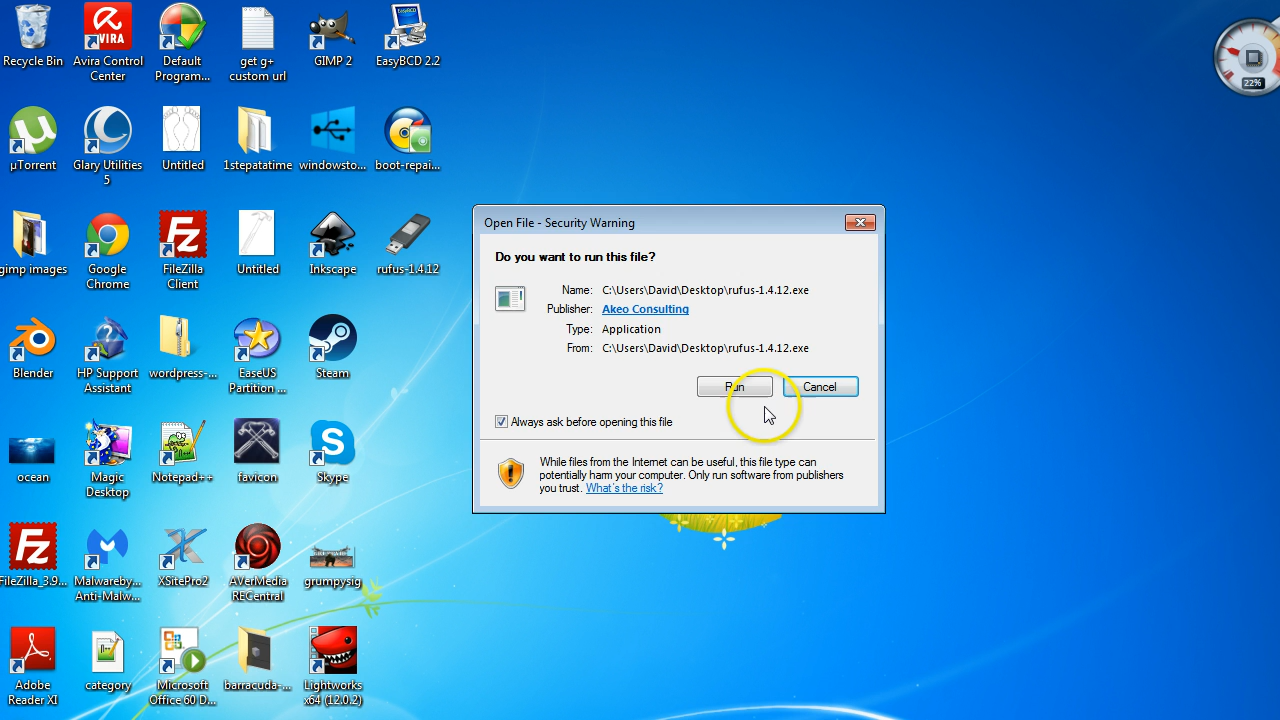 Recycle Bin
Avira Control
Center
Default
Program...
get g+
custom url
GIMP 2
EasyBCD 2.2
AVIRA
22%
µTorrent
Glary Utilities
5
Untitled
1stepatatime
windowsto...
boot-repai...
gimp images
Google
Chrome
FileZilla
Client
Untitled
Inkscape
rufus-1.4.12
Blender
HP Support
Assistant
wordpress-...
EaseUS
Partition ...
Steam
ocean
Magic
Desktop
Notepad++
favicon
Skype
FileZilla_3.9...
Malwareby...
Anti-Malw...
XSitePro2
AVerMedia
RECentral
grumpysig
Adobe
Reader XI
category
Microsoft
Office 60 D...
barracuda-...
Lightworks
x64 (12.0.2)
Open File - Security Warning
Do you want to run this file?
Name: C:\Users\David\Desktop\rufus-1.4.12.exe
Publisher: Akeo Consulting
Type: Application
From: C:\Users\David\Desktop\rufus-1.4.12.exe
Run Cancel
Always ask before opening this file
While files from the Internet can be useful, this file type can
potentially harm your computer. Only run software from publishers
you trust. What's the risk?